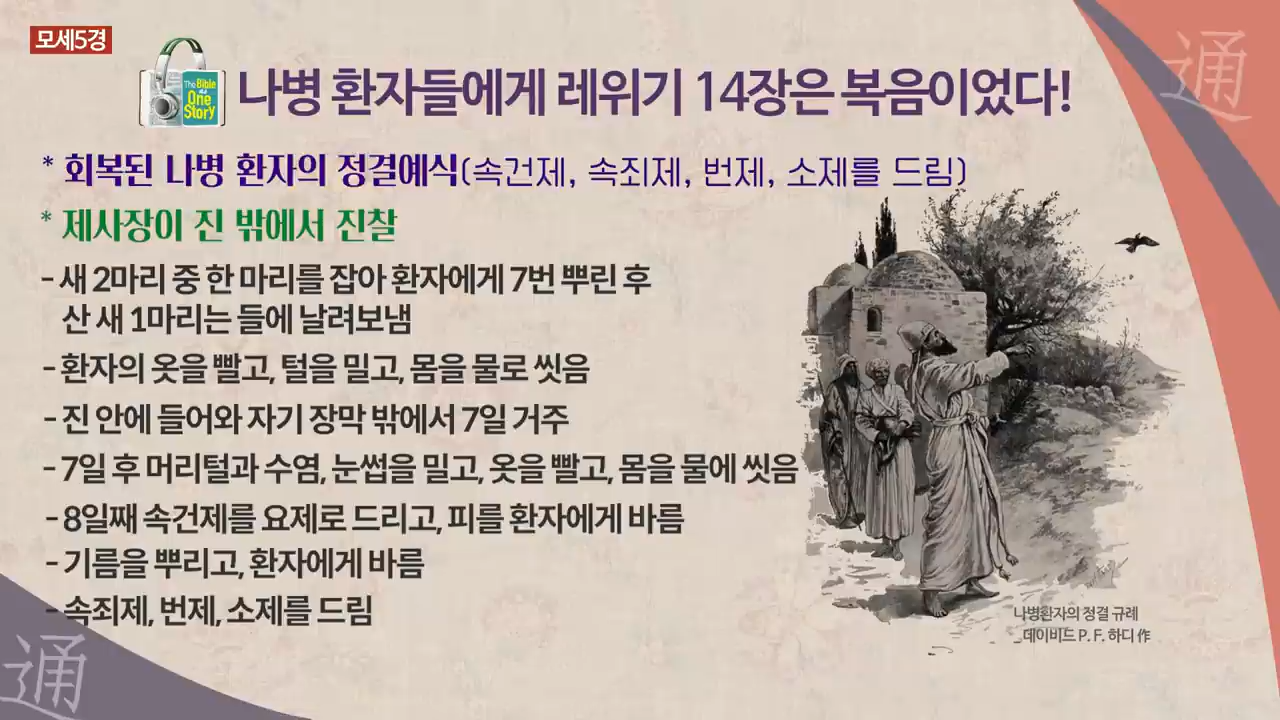 모세5경
The Bible
as
One
Story
나병 환자들에게 레위기 14장은 복음이었다!
* 회복된 나병 환자의 정결예식(속건제, 속죄제, 번제, 소제를 드림)
* 제사장이 진 밖에서 진찰
- 새 2마리 중 한 마리를 잡아 환자에게 7번 뿌린 후
산 새 1마리는 들에 날려보냄
- 환자의 옷을 빨고, 털을 밀고, 몸을 물로 씻음
- 진 안에 들어와 자기 장막 밖에서 7일 거주
- 7일 후 머리털과 수염, 눈썹을 밀고, 옷을 빨고, 몸을 물에 씻음
- 8일째 속건제를 요제로 드리고, 피를 환자에게 바름
- 기름을 뿌리고, 환자에게 바름
- 속죄제, 번제, 소제를 드림
나병환자의 정결 규례
데이비드 P. F. 하디 作
通
通